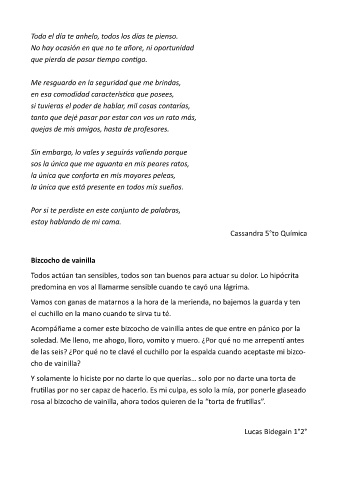 Todo el día te anhelo, todos los días te pienso.
No hay ocasión en que no te añore, ni oportunidad
que pierda de pasar tiempo contigo.
Me resguardo en la seguridad que me brindas,
en esa comodidad característica que posees,
si tuvieras el poder de hablar, mil cosas contarías,
tanto que dejé pasar por estar con vos un rato más,
quejas de mis amigos, hasta de profesores.
Sin embargo, lo vales y seguirás valiendo porque
sos la única que me aguanta en mis peores ratos,
la única que conforta en mis mayores peleas,
la única que está presente en todos mis sueños.
Por si te perdiste en este conjunto de palabras,
estoy hablando de mi cama.
Cassandra 5°to Química
Bizcocho de vainilla
Todos actúan tan sensibles, todos son tan buenos para actuar su dolor. Lo hipócrita
predomina en vos al llamarme sensible cuando te cayó una lágrima.
Vamos con ganas de matarnos a la hora de la merienda, no bajemos la guarda y ten
el cuchillo en la mano cuando te sirva tu té.
Acompáñame a comer este bizcocho de vainilla antes de que entre en pánico por la
soledad. Me lleno, me ahogo, lloro, vomito y muero. ¿Por qué no me arrepentí antes
de las seis? ¿Por qué no te clavé el cuchillo por la espalda cuando aceptaste mi bizco-
cho de vainilla?
Y solamente lo hiciste por no darte lo que querías... solo por no darte una torta de
frutillas por no ser capaz de hacerlo. Es mi culpa, es solo la mía, por ponerle glaseado
rosa al bizcocho de vainilla, ahora todos quieren de la "torta de frutillas".
Lucas Bidegain 1°2°